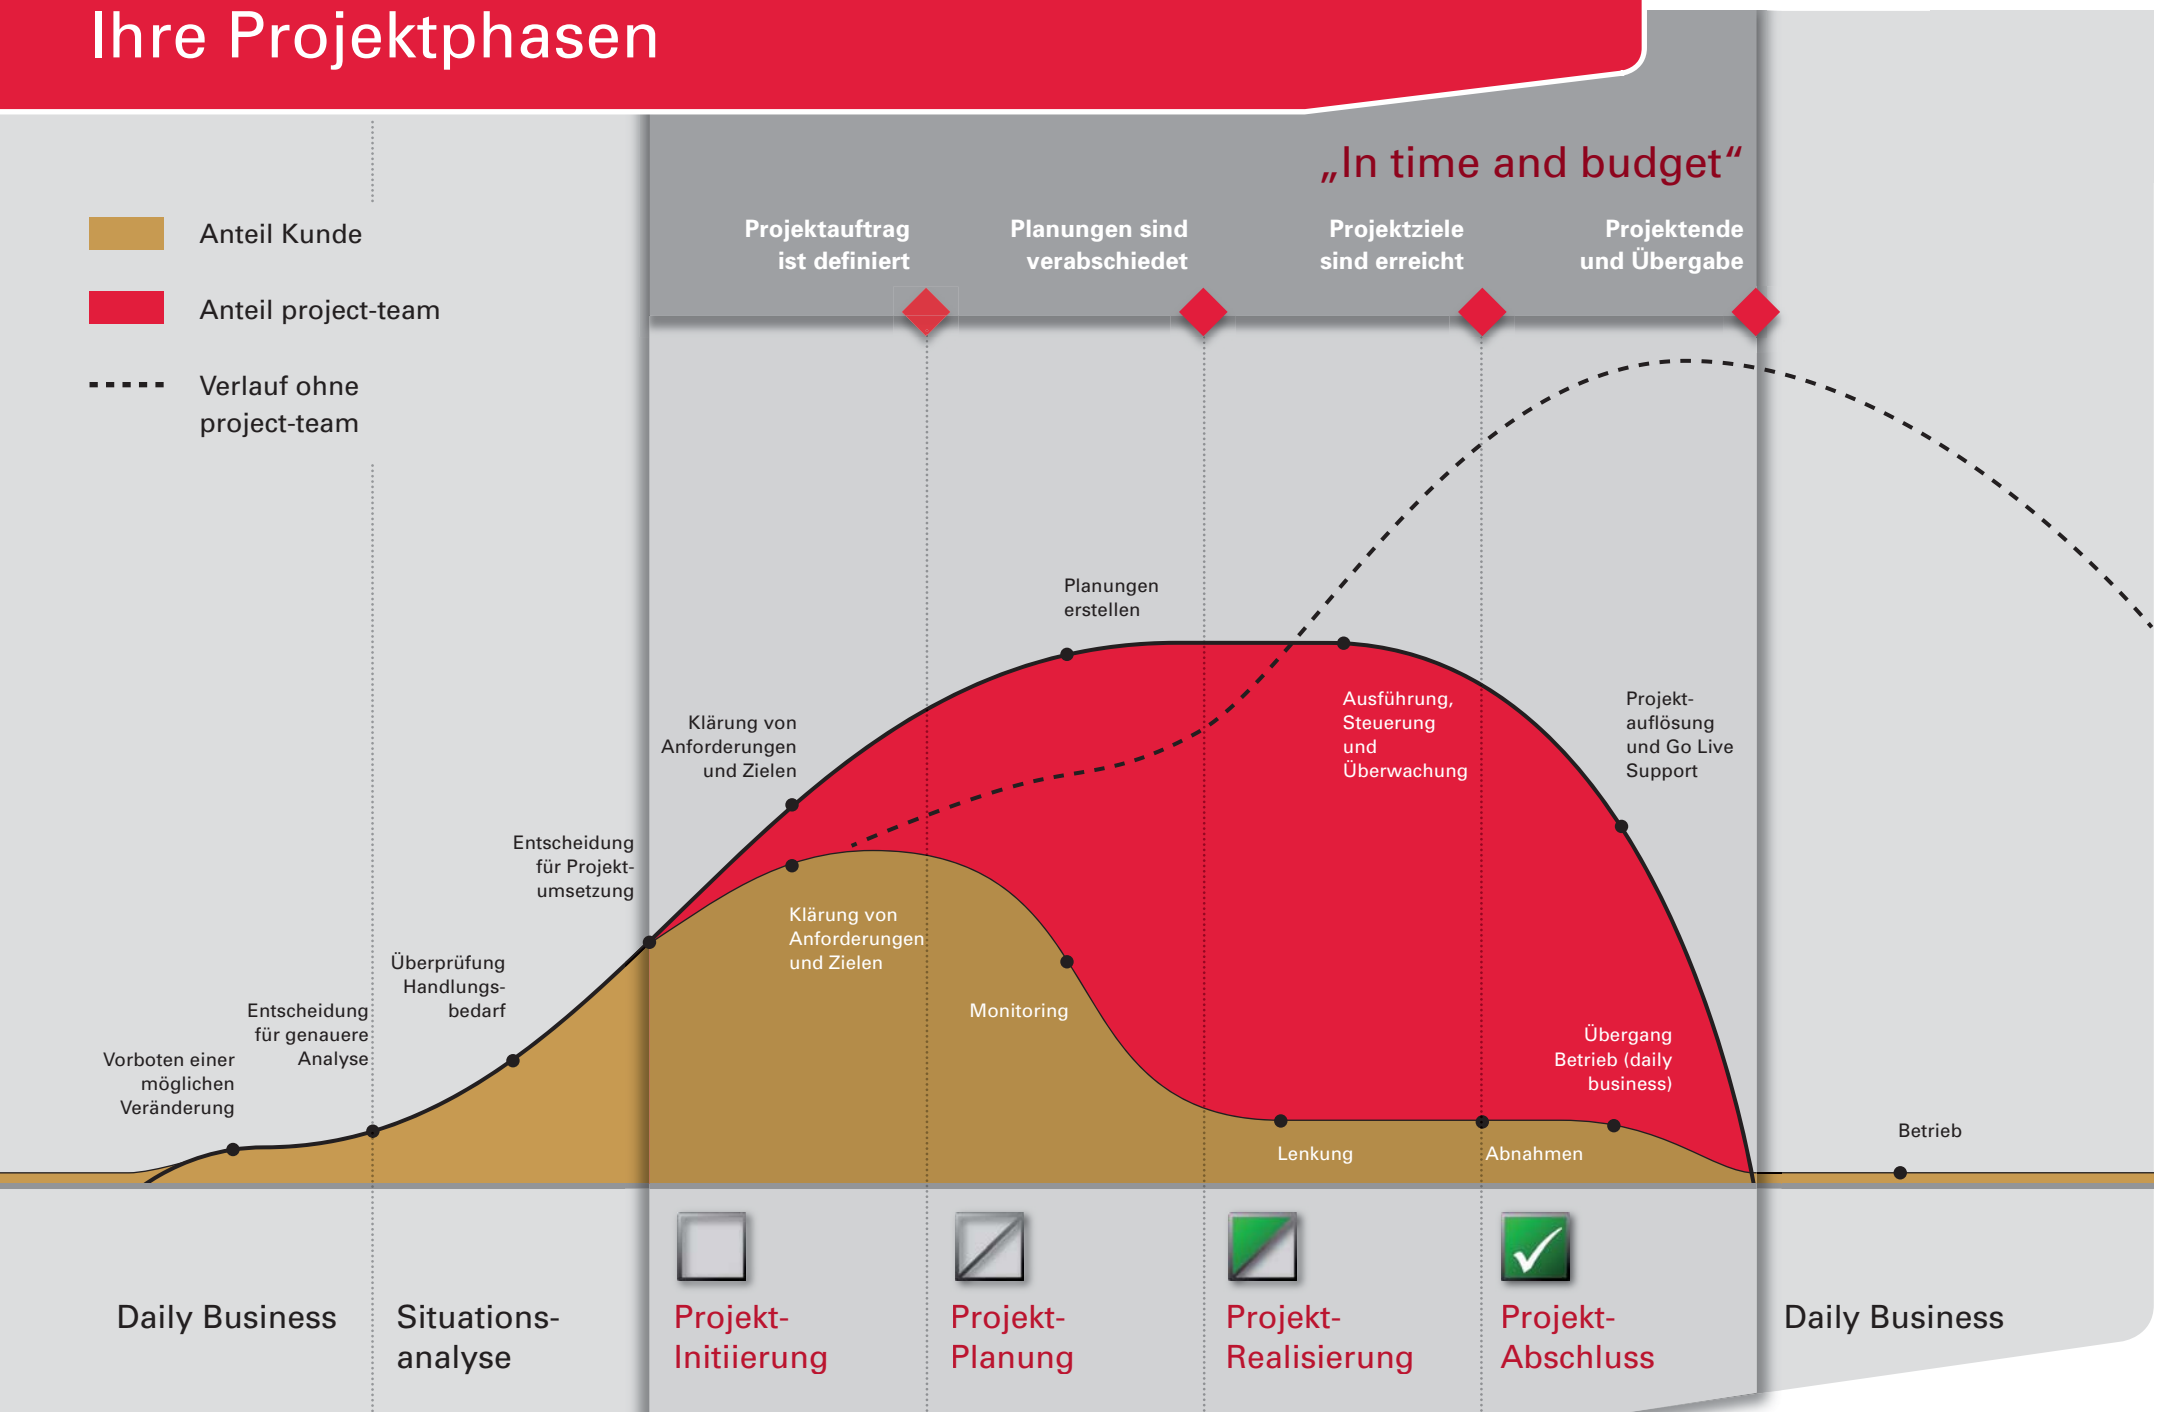 Ihre Projektphasen
„In time and budget“
Anteil Kunde
Anteil project-team
Verlauf ohne
project-team
Projektauftrag
ist definiert
Planungen sind
verabschiedet
Projektziele
sind erreicht
Projektende
und Übergabe
Vorboten einer
möglichen
Veränderung
Entscheidung
für genauere
Analyse
Überprüfung
Handlungs-
bedarf
Entscheidung
für Projekt-
umsetzung
Klärung von
Anforderungen
und Zielen
Planungen
erstellen
Ausführung,
Steuerung
und
Überwachung
Projekt-
auflösung
und Go Live
Support
Klärung von
Anforderungen
und Zielen
Monitoring
Lenkung
Abnahmen
Übergang
Betrieb (daily
business)
Betrieb
Daily Business
Situations-
analyse
Projekt-
Initiierung
Projekt-
Planung
Projekt-
Realisierung
Projekt-
Abschluss
Daily Business